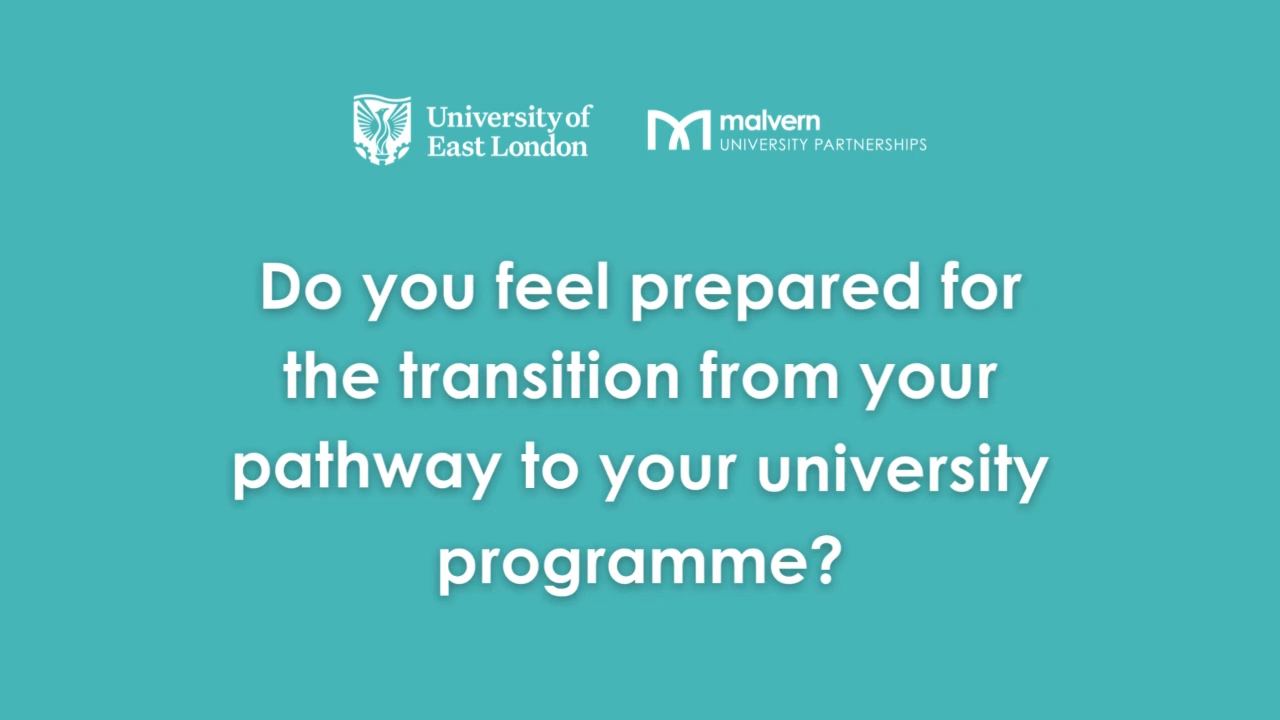 University of
East London
malvern
UNIVERSITY PARTNERSHIPS
Do you feel prepared for
the transition from your
pathway to your university
programme?